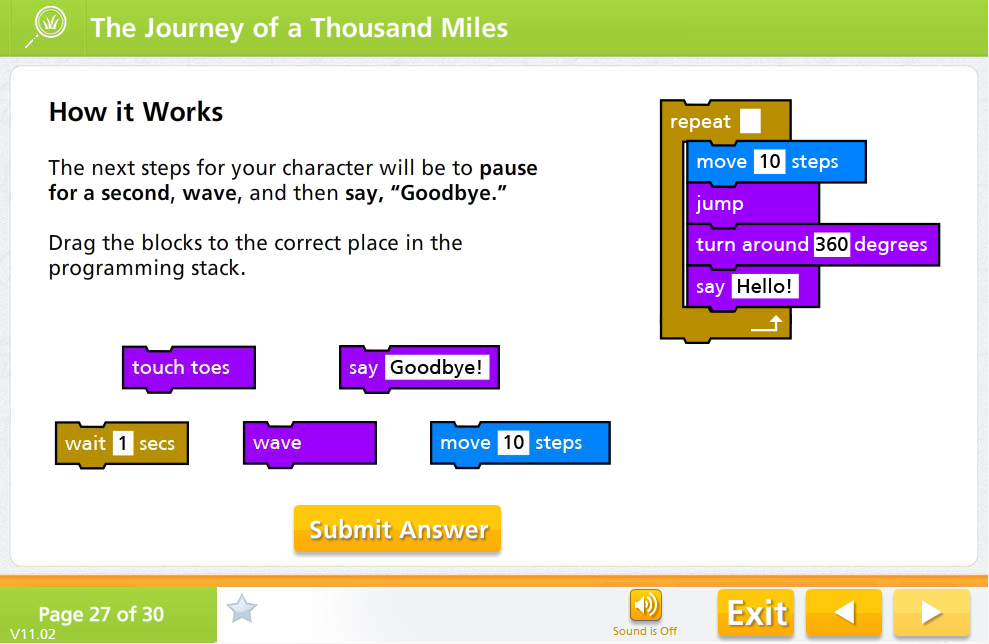 The Journey of a Thousand Miles
How it Works
The next steps for your character will be to pause
for a second, wave, and then say, “Goodbye.”
Drag the blocks to the correct place in the
programming stack.
repeat
move 10 steps
jump
turn around 360 degrees
say Hello!
touch toes
say Goodbye!
wait 1 secs
wave
move 10 steps
Submit Answer
Page 27 of 30
V11.02
Sound is Off
Exit